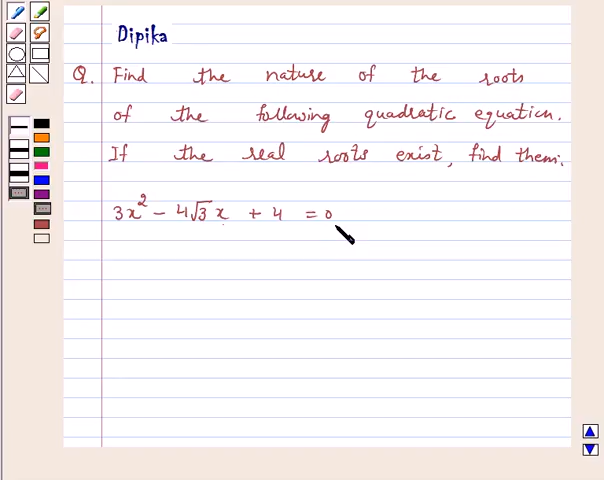 Dipika
Q. Find the nature of the roots
of the following quadratic equation.
If the real roots exist, find them.
3x² - 4√3 x + 4 = 0